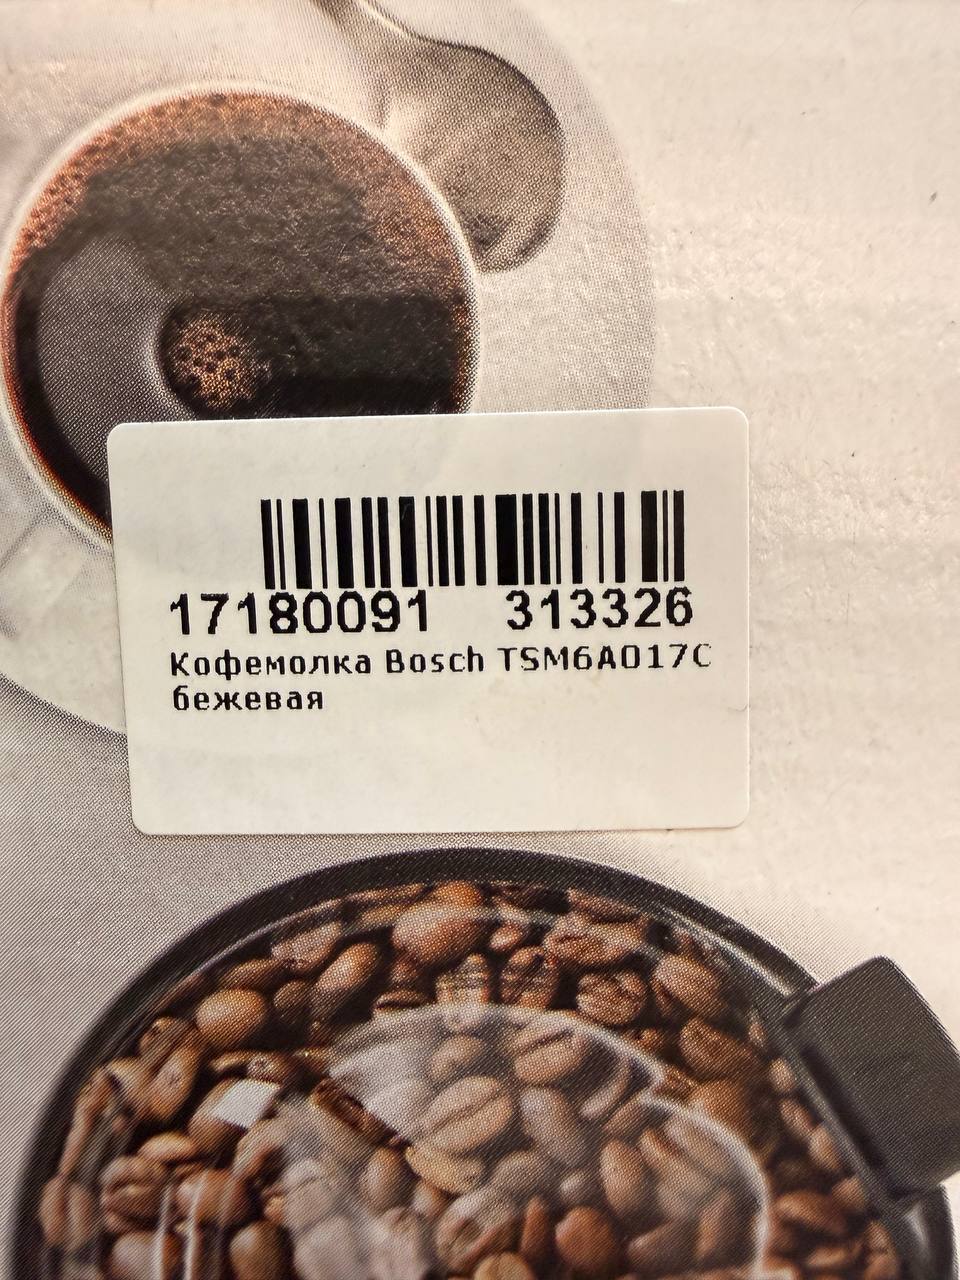 17180091 313326
Кофемолка Bosch TSM6A017C
бежевая